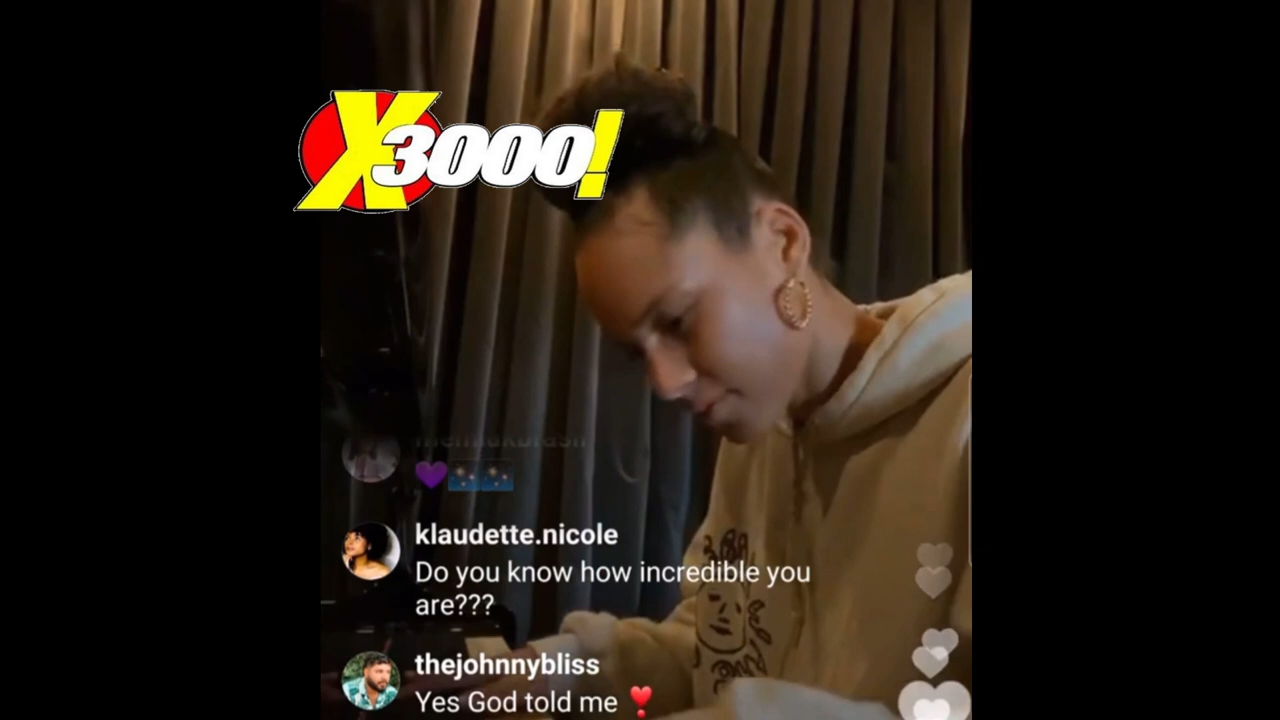 X3000!
💜🌌🌌
klaudette.nicole
Do you know how incredible you
are???
thejohnnybliss
Yes God told me ❣️